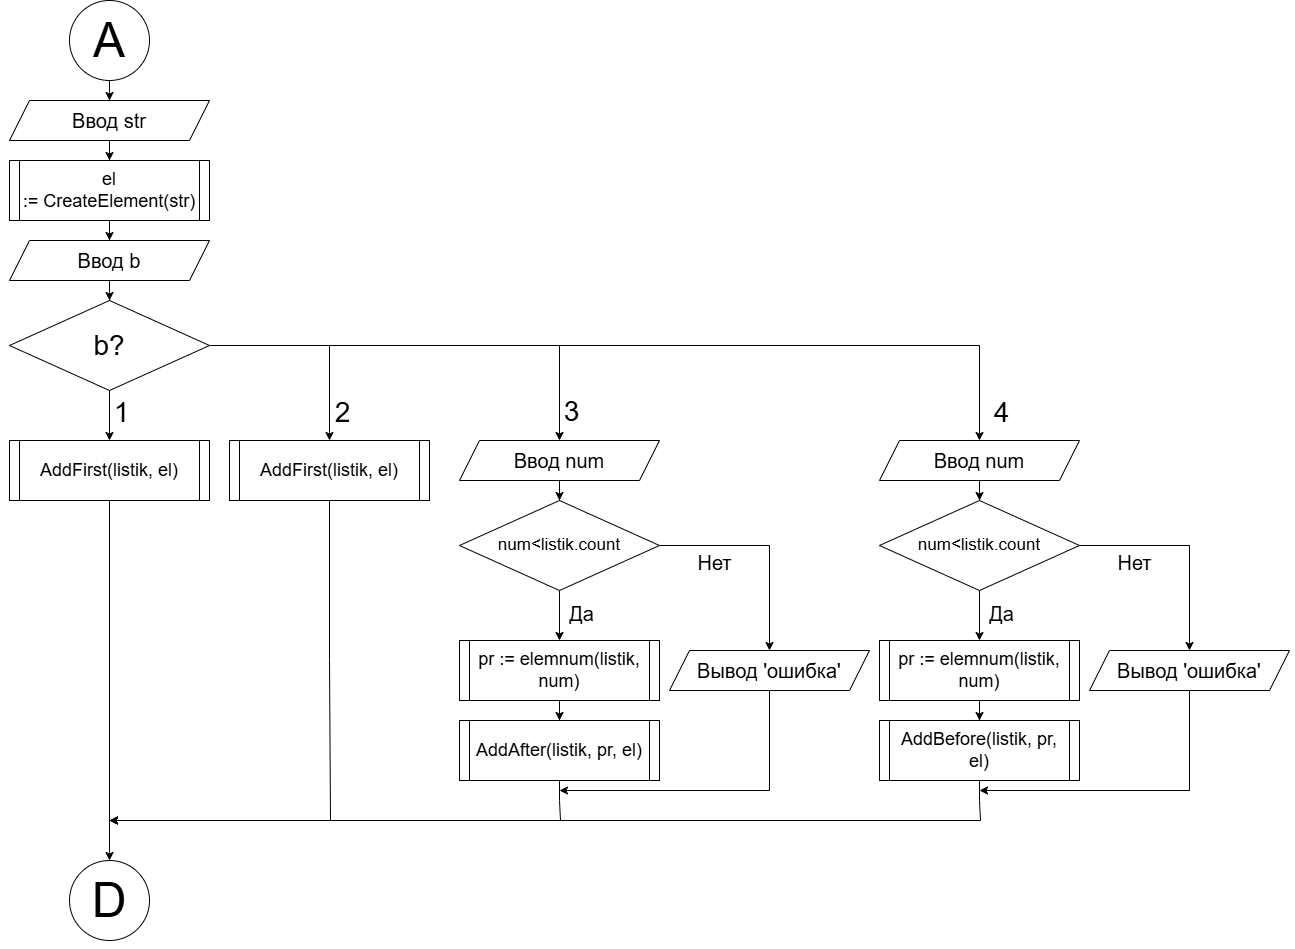 A
Ввод str
el
:= CreateElement(str)
Ввод b
b?
1
2
3
4
AddFirst(listik, el)
AddFirst(listik, el)
Ввод num
Ввод num
num<listik.count
num<listik.count
Нет
Нет
Да
Да
pr := elemnum(listik,
num)
Вывод 'ошибка'
pr := elemnum(listik,
num)
Вывод 'ошибка'
AddAfter(listik, pr, el)
AddBefore(listik, pr,
el)
D